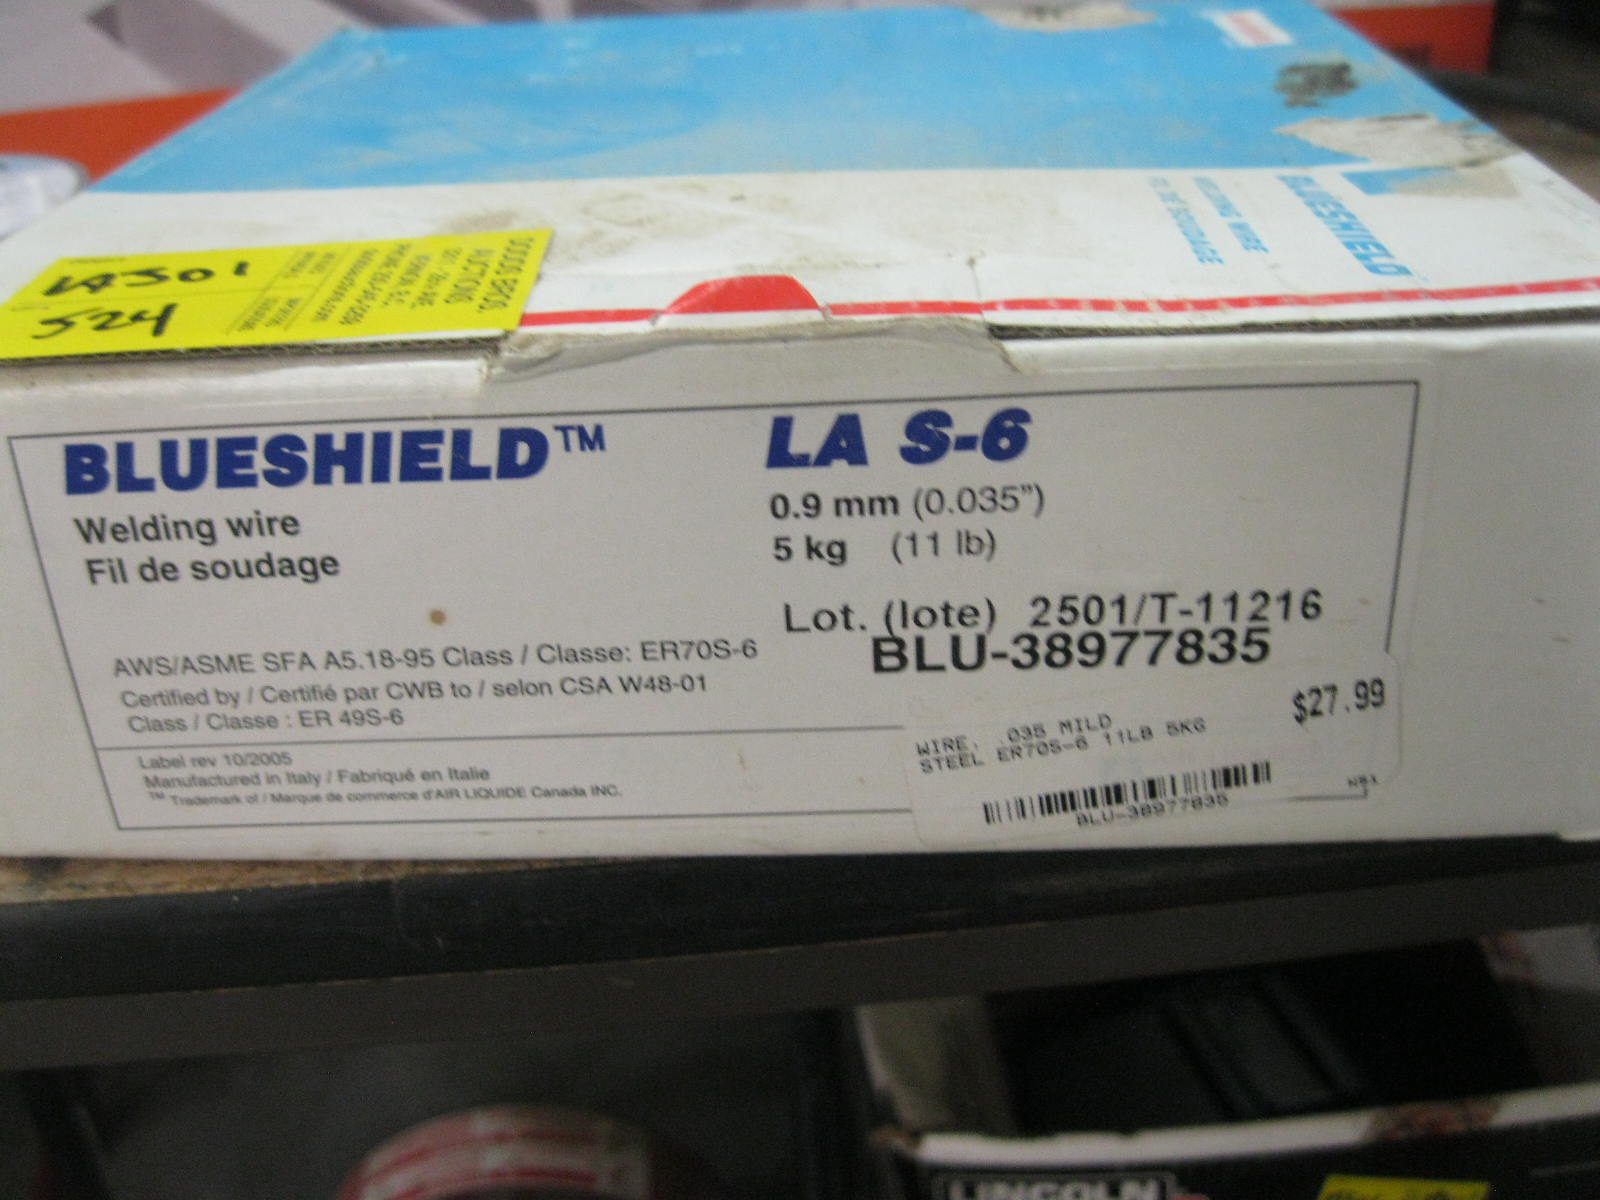 BLUESHIELD
WELDING WIRE
FIL DE SOUDAGE
DODDS BROS.
AUCTIONS
524
BLUESHIELD™
Welding wire
Fil de soudage
LA S-6
0.9 mm (0.035")
5 kg (11 lb)
Lot. (lote) 2501/T-11216
BLU-38977835
AWS/ASME SFA A5.18-95 Class / Classe: ER70S-6
Certified by / Certifié par CWB to / selon CSA W48-01
Class / Classe : ER 49S-6
Label rev 10/2005
Manufactured in Italy / Fabriqué en Italie
™ Trademark of / Marque de commerce d'AIR LIQUIDE Canada INC.
$27.99
WIRE, .035 MILD
STEEL ER70S-6 11LB 5KG
BLU-38977835
LINCOLN